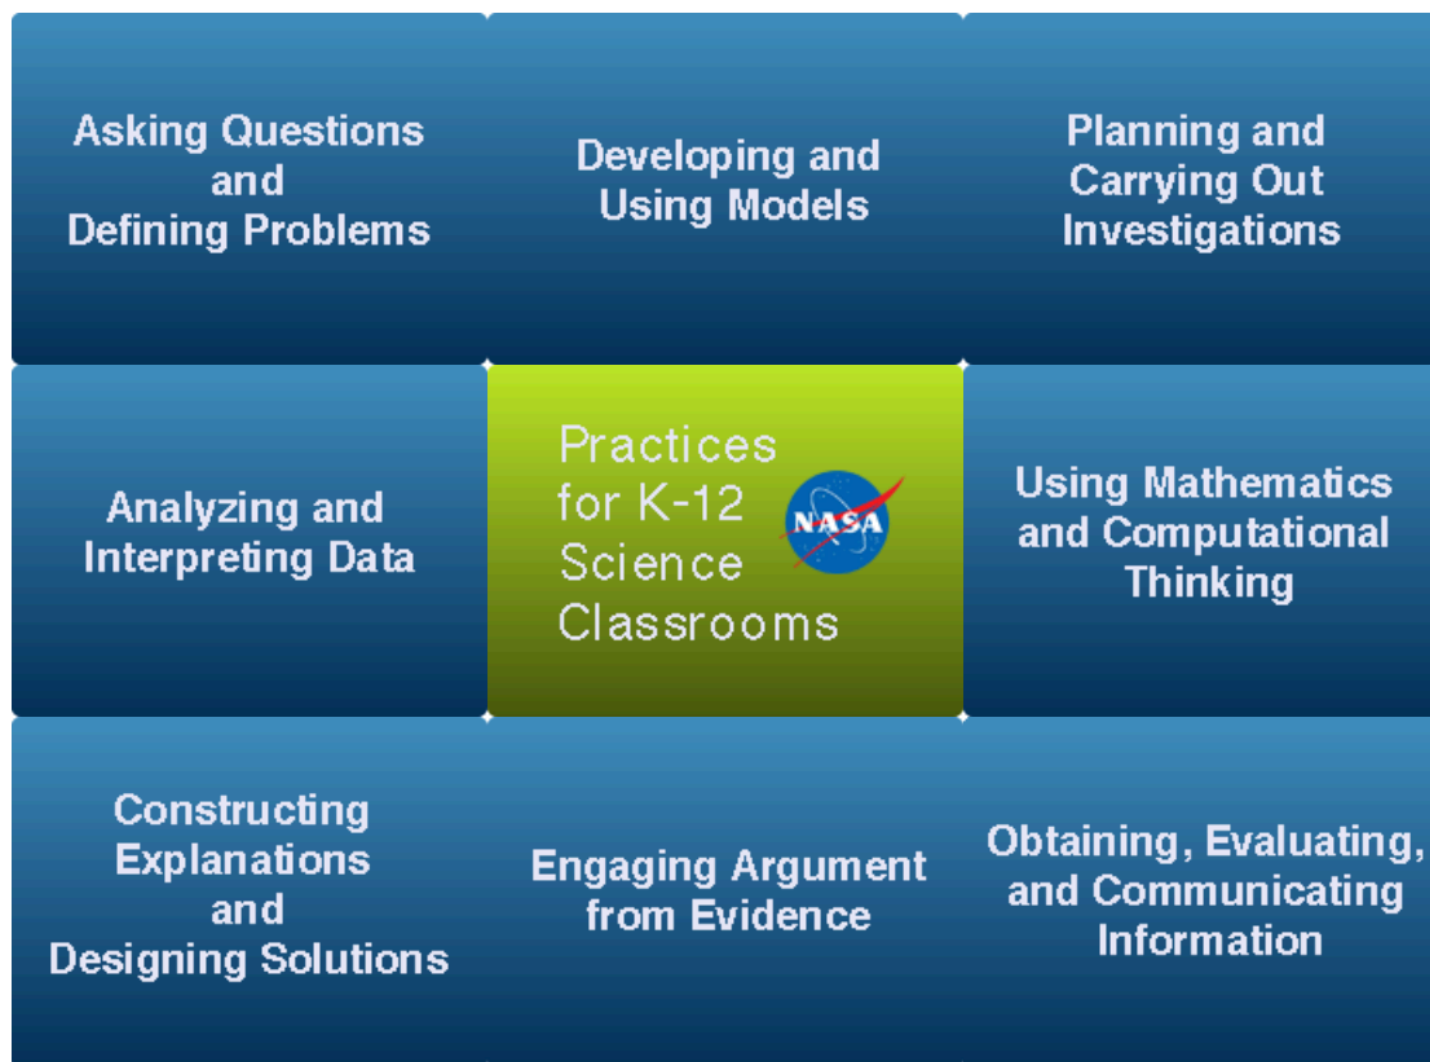 Asking Questions
and
Defining Problems
Developing and
Using Models
Planning and
Carrying Out
Investigations
Analyzing and
Interpreting Data
Practices
for K-12
Science
Classrooms
NASA
Using Mathematics
and Computational
Thinking
Constructing
Explanations
and
Designing Solutions
Engaging Argument
from Evidence
Obtaining, Evaluating,
and Communicating
Information